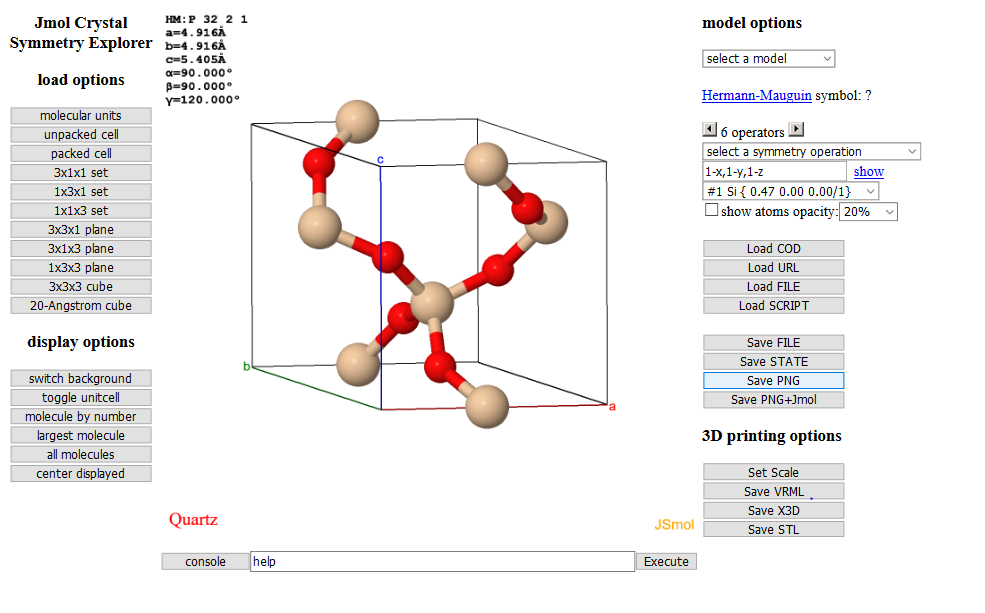 Jmol Crystal
Symmetry Explorer
load options
molecular units
unpacked cell
packed cell
3x1x1 set
1x3x1 set
1x1x3 set
3x3x1 plane
3x1x3 plane
1x3x3 plane
3x3x3 cube
20-Angstrom cube
display options
switch background
toggle unitcell
molecule by number
largest molecule
all molecules
center displayed
HM:P 32 2 1
a=4.916Å
b=4.916Å
c=5.405Å
α=90.000°
β=90.000°
γ=120.000°
c
b
a
Quartz
JSmol
console
help
Execute
model options
select a model
Hermann-Mauguin symbol: ?
6 operators
select a symmetry operation
1-x,1-y,1-z
show
#1 Si { 0.47 0.00 0.00/1}
show atoms opacity: 20%
Load COD
Load URL
Load FILE
Load SCRIPT
Save FILE
Save STATE
Save PNG
Save PNG+Jmol
3D printing options
Set Scale
Save VRML
Save X3D
Save STL